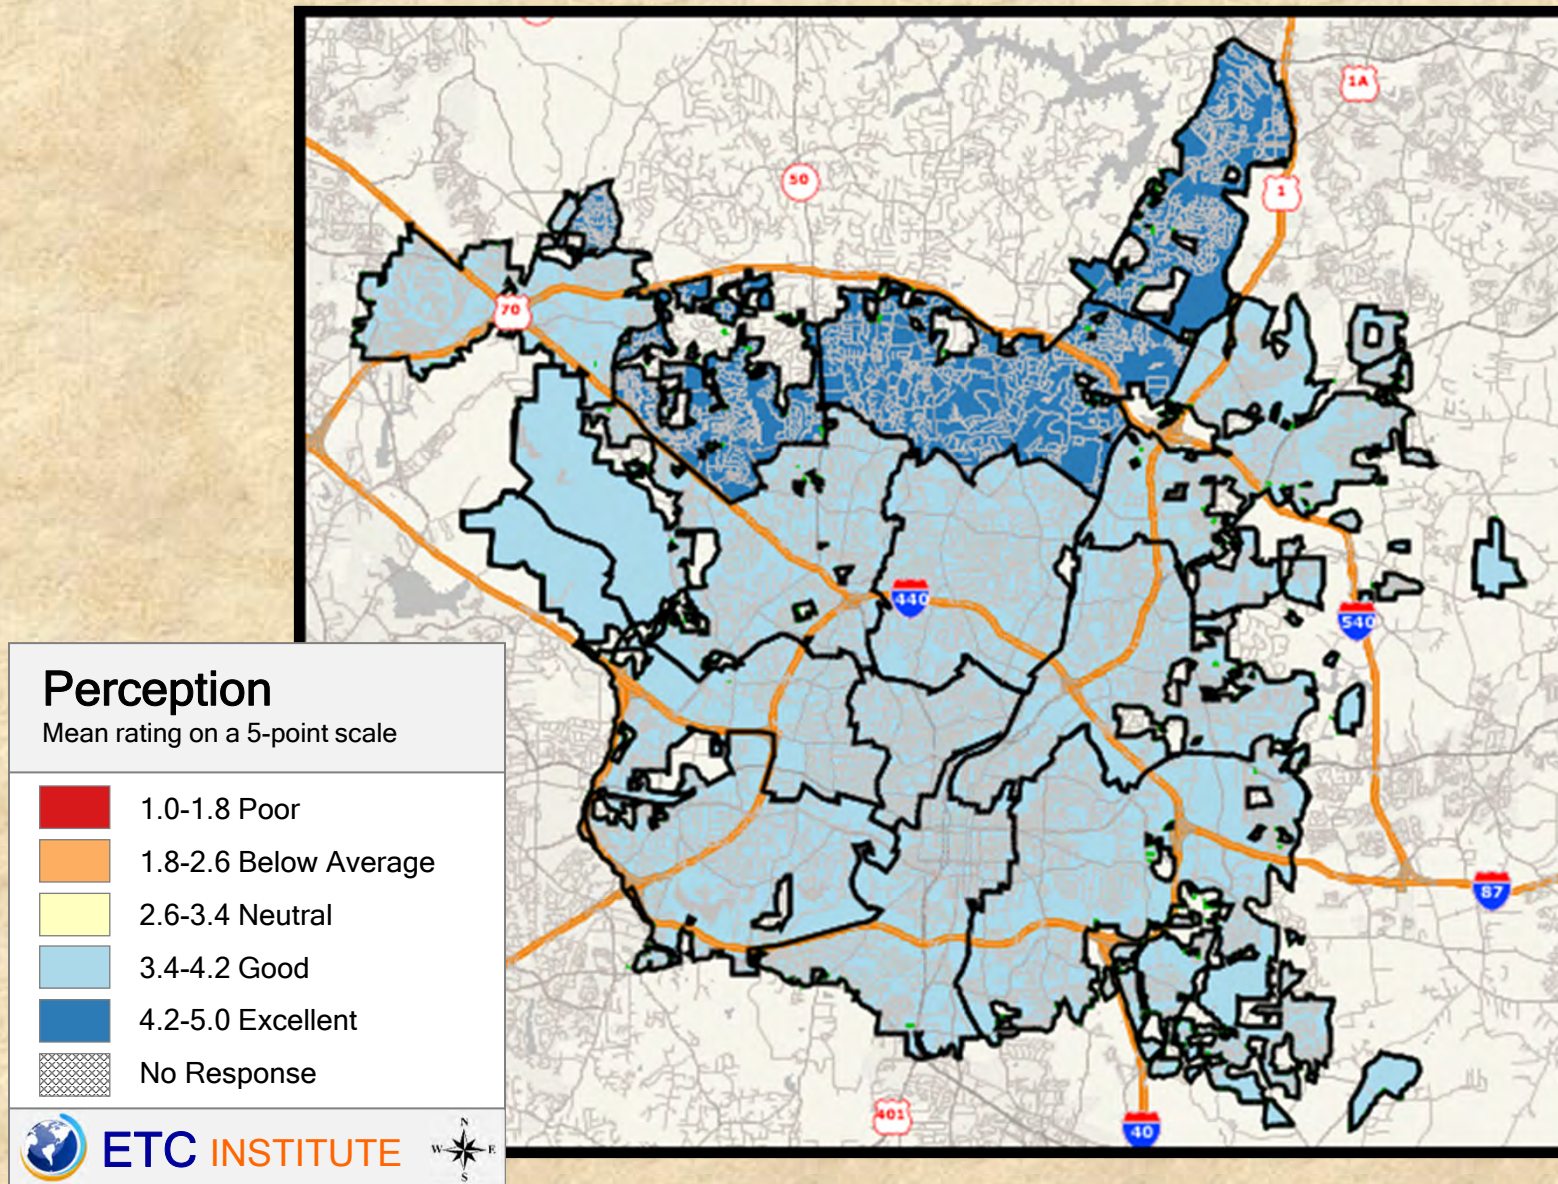 1A
50
1
70
440
540
87
401
40
Perception
Mean rating on a 5-point scale
1.0-1.8 Poor
1.8-2.6 Below Average
2.6-3.4 Neutral
3.4-4.2 Good
4.2-5.0 Excellent
No Response
ETC INSTITUTE
N
W E
S